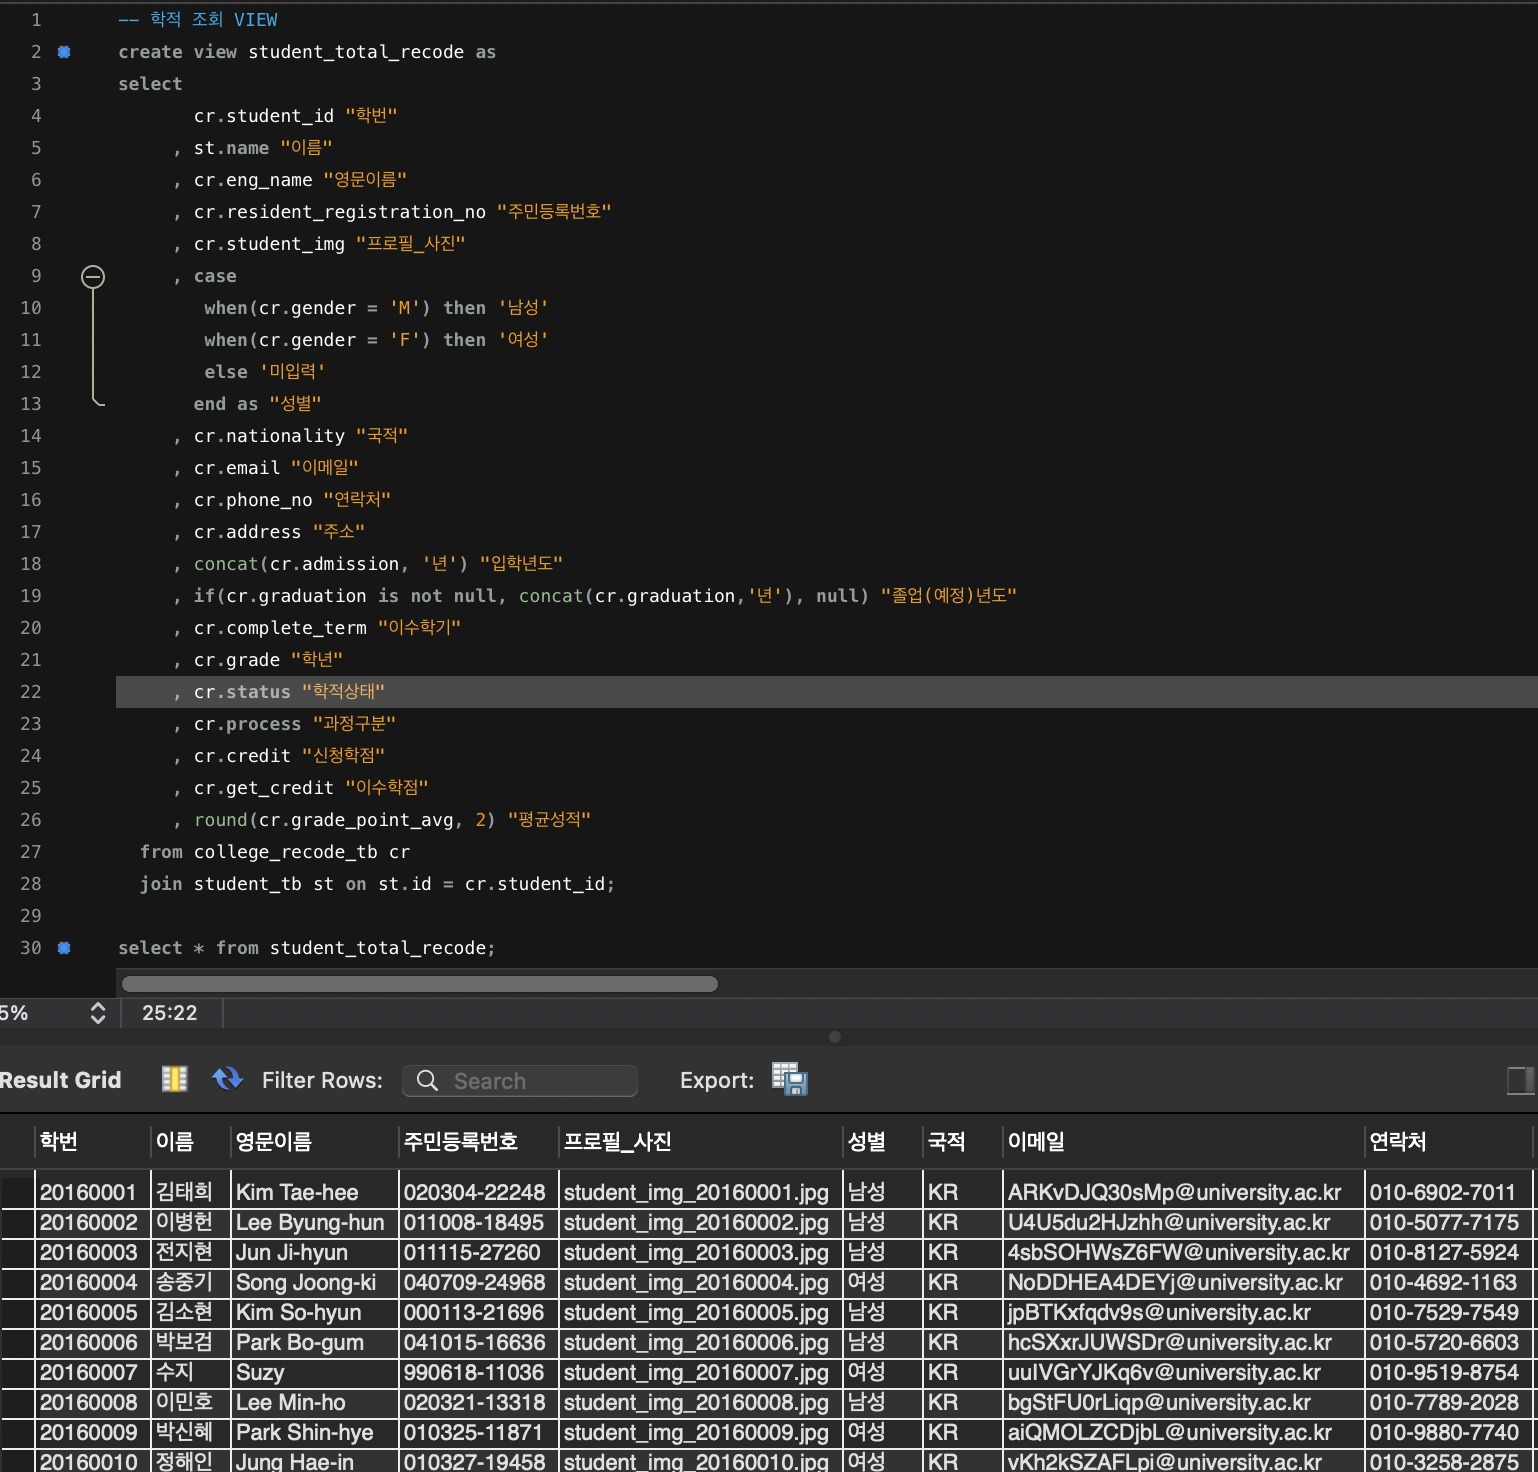 1 -- 학적 조회 VIEW
2 create view student_total_recode as
3 select
4 cr.student_id "학번"
5 , st.name "이름"
6 , cr.eng_name "영문이름"
7 , cr.resident_registration_no "주민등록번호"
8 , cr.student_img "프로필_사진"
9 , case
10 when(cr.gender = 'M') then '남성'
11 when(cr.gender = 'F') then '여성'
12 else '미입력'
13 end as "성별"
14 , cr.nationality "국적"
15 , cr.email "이메일"
16 , cr.phone_no "연락처"
17 , cr.address "주소"
18 , concat(cr.admission, '년') "입학년도"
19 , if(cr.graduation is not null, concat(cr.graduation,'년'), null) "졸업(예정)년도"
20 , cr.complete_term "이수학기"
21 , cr.grade "학년"
22 , cr.status "학적상태"
23 , cr.process "과정구분"
24 , cr.credit "신청학점"
25 , cr.get_credit "이수학점"
26 , round(cr.grade_point_avg, 2) "평균성적"
27 from college_recode_tb cr
28 join student_tb st on st.id = cr.student_id;
29
30 select * from student_total_recode;
5% 25:22
Result Grid Filter Rows: Search Export:
학번 이름 영문이름 주민등록번호 프로필_사진 성별 국적 이메일 연락처
20160001 김태희 Kim Tae-hee 020304-22248 student_img_20160001.jpg 남성 KR ARKvDJQ30sMp@university.ac.kr 010-6902-7011
20160002 이병헌 Lee Byung-hun 011008-18495 student_img_20160002.jpg 남성 KR U4U5du2HJzhh@university.ac.kr 010-5077-7175
20160003 전지현 Jun Ji-hyun 011115-27260 student_img_20160003.jpg 남성 KR 4sbSOHWsZ6FW@university.ac.kr 010-8127-5924
20160004 송중기 Song Joong-ki 040709-24968 student_img_20160004.jpg 여성 KR NoDDHEA4DEYj@university.ac.kr 010-4692-1163
20160005 김소현 Kim So-hyun 000113-21696 student_img_20160005.jpg 남성 KR jpBTKxfqdv9s@university.ac.kr 010-7529-7549
20160006 박보검 Park Bo-gum 041015-16636 student_img_20160006.jpg 남성 KR hcSXxrJUWSDr@university.ac.kr 010-5720-6603
20160007 수지 Suzy 990618-11036 student_img_20160007.jpg 여성 KR uuIVGrYJKq6v@university.ac.kr 010-9519-8754
20160008 이민호 Lee Min-ho 020321-13318 student_img_20160008.jpg 남성 KR bgStFU0rLiqp@university.ac.kr 010-7789-2028
20160009 박신혜 Park Shin-hye 010325-11871 student_img_20160009.jpg 여성 KR aiQMOLZCDjbL@university.ac.kr 010-9880-7740
20160010 정해인 Jung Hae-in 010327-19458 student_img_20160010.jpg 여성 KR vKh2kSZAFLpi@university.ac.kr 010-3258-2875